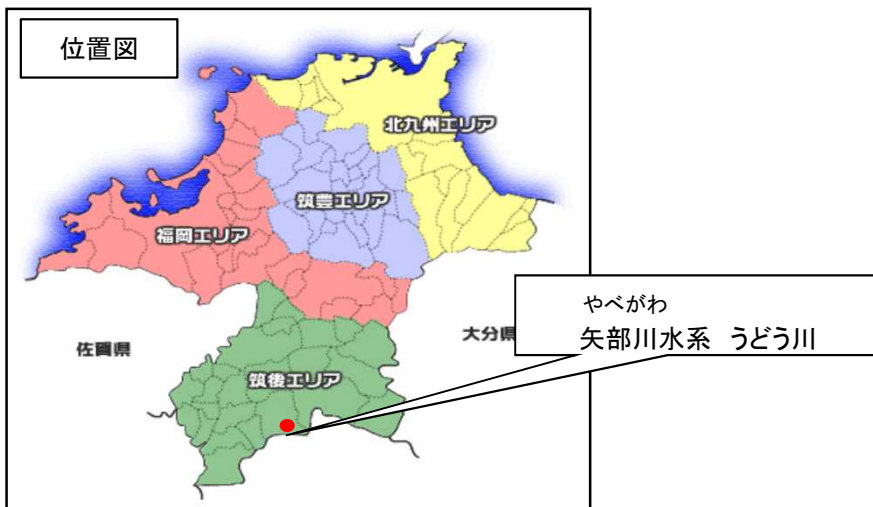 位置図
北九州エリア
筑豊エリア
福岡エリア
やべがわ
矢部川水系 うどう川
佐賀県
大分県
筑後エリア